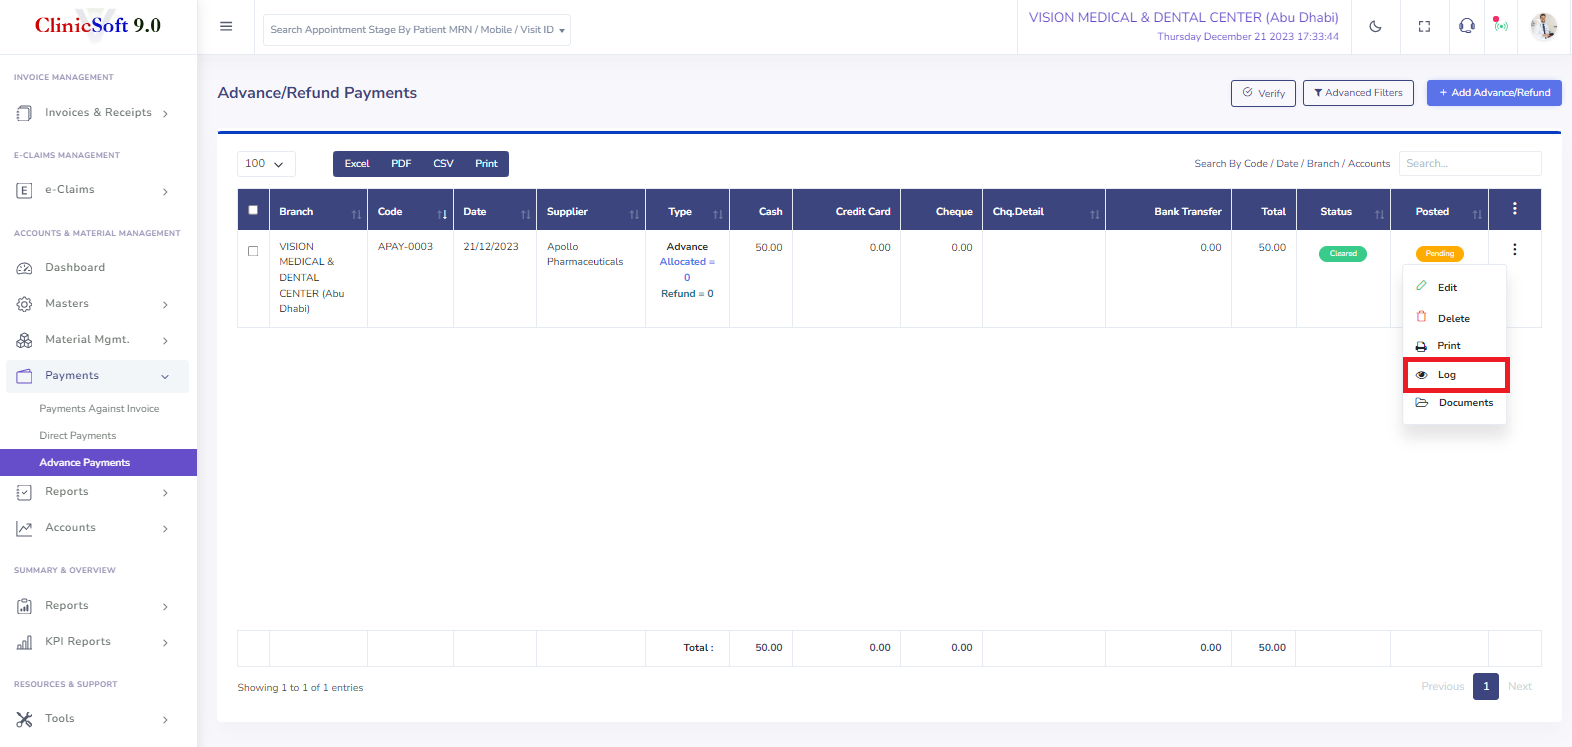 ClinicSoft 9.0
Search Appointment Stage By Patient MRN / Mobile / Visit ID
VISION MEDICAL & DENTAL CENTER (Abu Dhabi)
Thursday December 21 2023 17:33:44
INVOICE MANAGEMENT
Invoices & Receipts
E-CLAIMS MANAGEMENT
e-Claims
ACCOUNTS & MATERIAL MANAGEMENT
Dashboard
Masters
Material Mgmt.
Payments
Payments Against Invoice
Direct Payments
Advance Payments
Reports
Accounts
SUMMARY & OVERVIEW
Reports
KPI Reports
RESOURCES & SUPPORT
Tools
Advance/Refund Payments
Verify
Advanced Filters
+ Add Advance/Refund
100
Excel PDF CSV Print
Search By Code / Date / Branch / Accounts Search...
Branch Code Date Supplier Type Cash Credit Card Cheque Chq.Detail Bank Transfer Total Status Posted
VISION MEDICAL & DENTAL CENTER (Abu Dhabi) APAY-0003 21/12/2023 Apollo Pharmaceuticals Advance Allocated = 0 Refund = 0 50.00 0.00 0.00 0.00 50.00 Cleared Pending
Edit
Delete
Print
Log
Documents
Total : 50.00 0.00 0.00 0.00 50.00
Showing 1 to 1 of 1 entries
Previous 1 Next